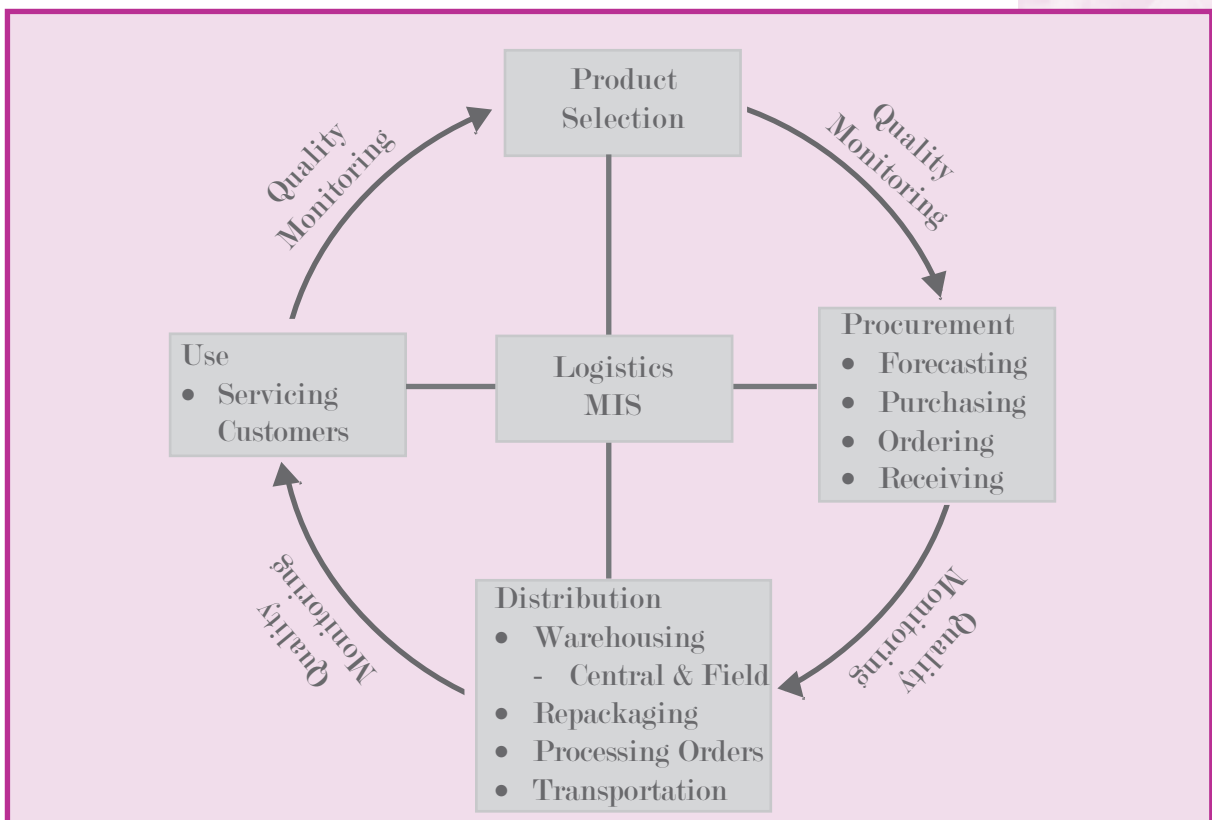 Product
Selection
Quality
Monitoring
Quality
Monitoring
Use
• Servicing
Customers
Logistics
MIS
Procurement
• Forecasting
• Purchasing
• Ordering
• Receiving
Quality
Monitoring
Quality
Monitoring
Distribution
• Warehousing
- Central & Field
• Repackaging
• Processing Orders
• Transportation